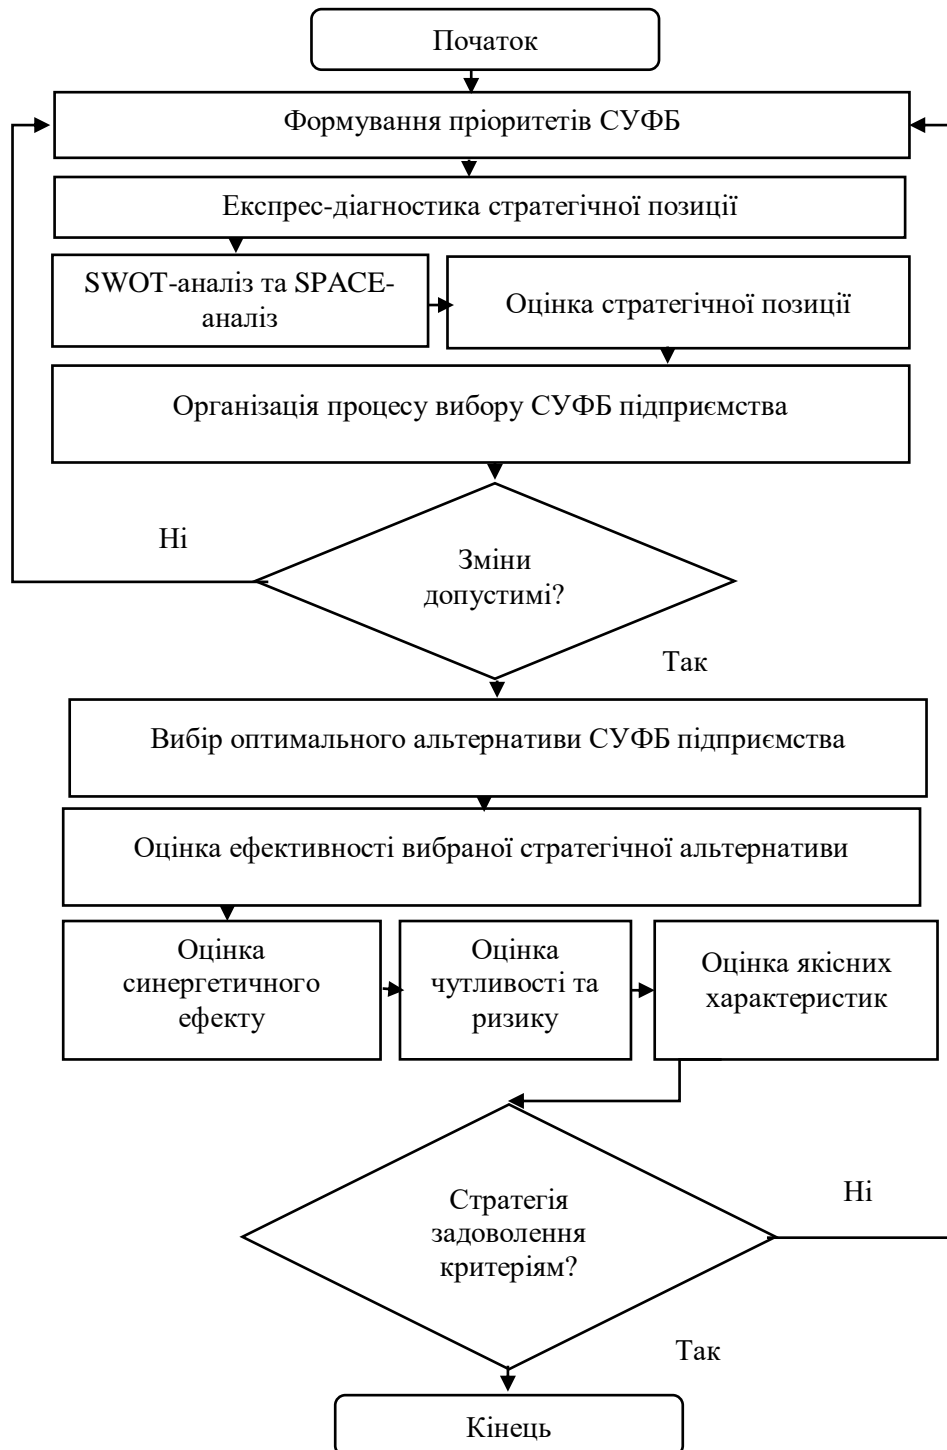 Початок
Формування пріоритетів СУФБ
Експрес-діагностика стратегічної позиції
SWOT-аналіз та SPACE-
аналіз
Оцінка стратегічної позиції
Організація процесу вибору СУФБ підприємства
Ні
Зміни
допустимі?
Так
Вибір оптимального альтернативи СУФБ підприємства
Оцінка ефективності вибраної стратегічної альтернативи
Оцінка
синергетичного
ефекту
Оцінка
чутливості та
ризику
Оцінка якісних
характеристик
Стратегія
задоволення
критеріям?
Ні
Так
Кінець